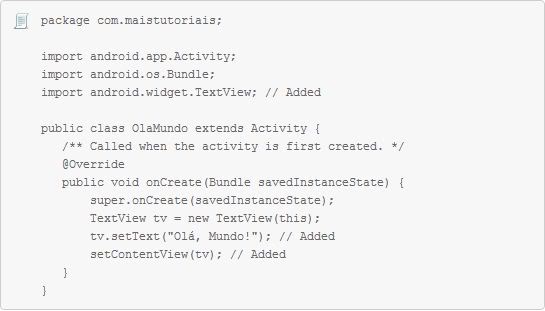 package com.maistutoriais;
import android.app.Activity;
import android.os.Bundle;
import android.widget.TextView; // Added
public class OlaMundo extends Activity {
/** Called when the activity is first created. */
@Override
public void onCreate(Bundle savedInstanceState) {
super.onCreate(savedInstanceState);
TextView tv = new TextView(this);
tv.setText("Olá, Mundo!"); // Added
setContentView(tv); // Added
}
}